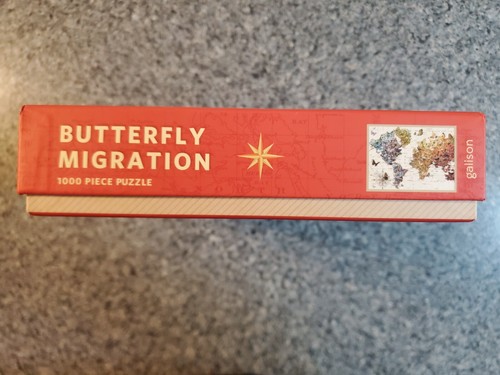 BUTTERFLY
MIGRATION
1000 PIECE PUZZLE
galison